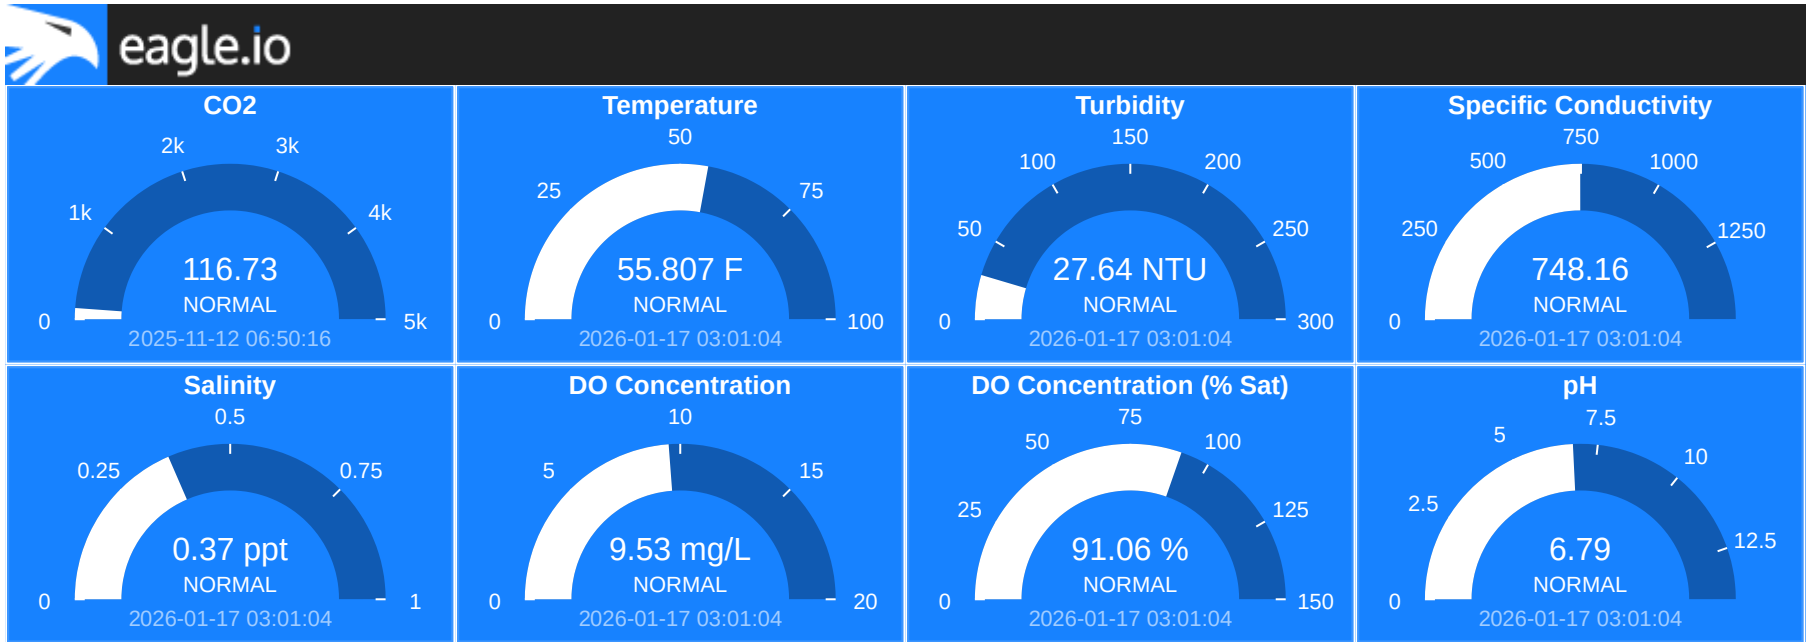 eagle.io
CO2
0
1k
2k
3k
4k
5k
116.73
NORMAL
2025-11-12 06:50:16
Temperature
0
25
50
75
100
55.807 F
NORMAL
2026-01-17 03:01:04
Turbidity
0
50
100
150
200
250
300
27.64 NTU
NORMAL
2026-01-17 03:01:04
Specific Conductivity
0
250
500
750
1000
1250
748.16
NORMAL
2026-01-17 03:01:04
Salinity
0
0.25
0.5
0.75
1
0.37 ppt
NORMAL
2026-01-17 03:01:04
DO Concentration
0
5
10
15
20
9.53 mg/L
NORMAL
2026-01-17 03:01:04
DO Concentration (% Sat)
0
25
50
75
100
125
150
91.06 %
NORMAL
2026-01-17 03:01:04
pH
0
2.5
5
7.5
10
12.5
6.79
NORMAL
2026-01-17 03:01:04